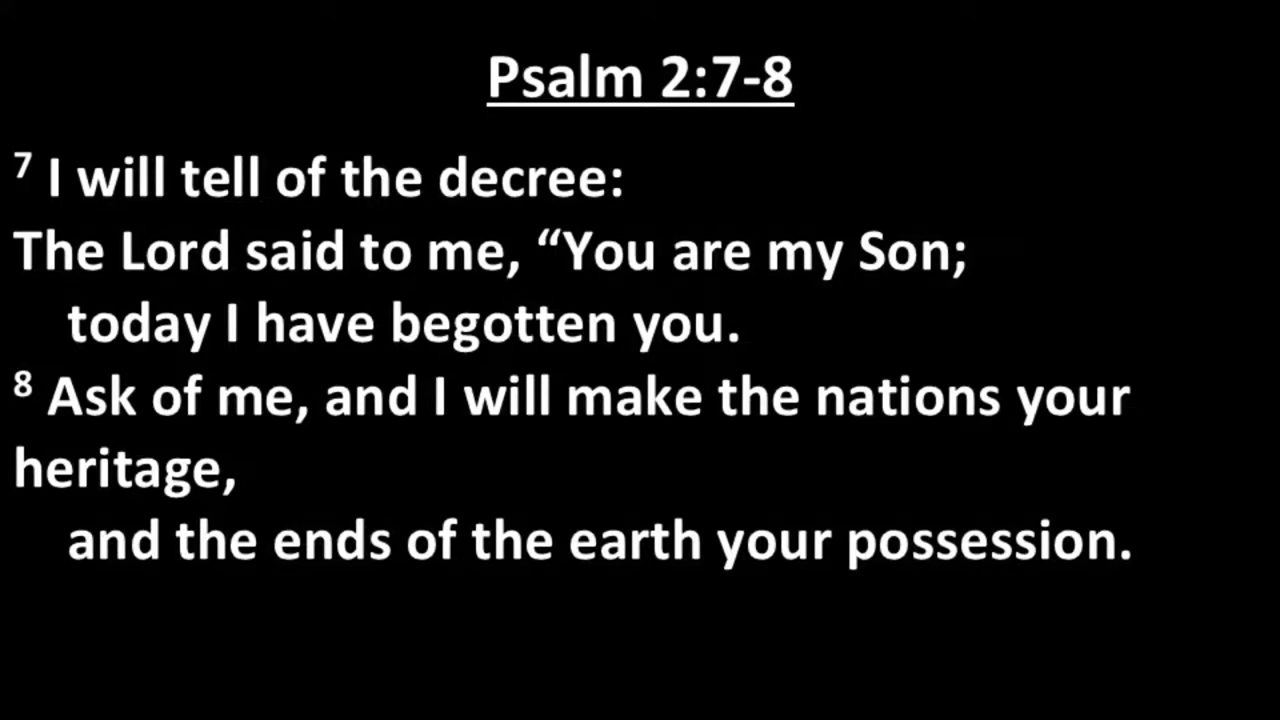 Psalm 2:7-8
7 I will tell of the decree:
The Lord said to me, “You are my Son;
today I have begotten you.
8 Ask of me, and I will make the nations your
heritage,
and the ends of the earth your possession.